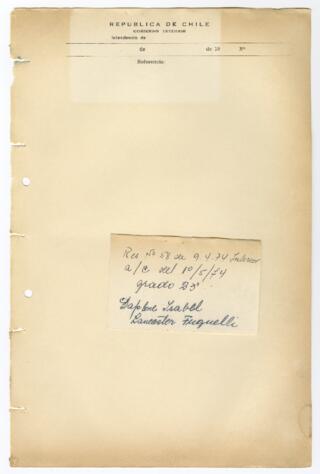 REPUBLICA DE CHILE
GOBIERNO INTERIOR
Intendencia de
de de 19 Nº
Referencia:
Res Nº 58 de 9.4.74 Interior
a/c del 1º/5/74
grado 23º
Daphne Isabel
Lancaster Fugnelli